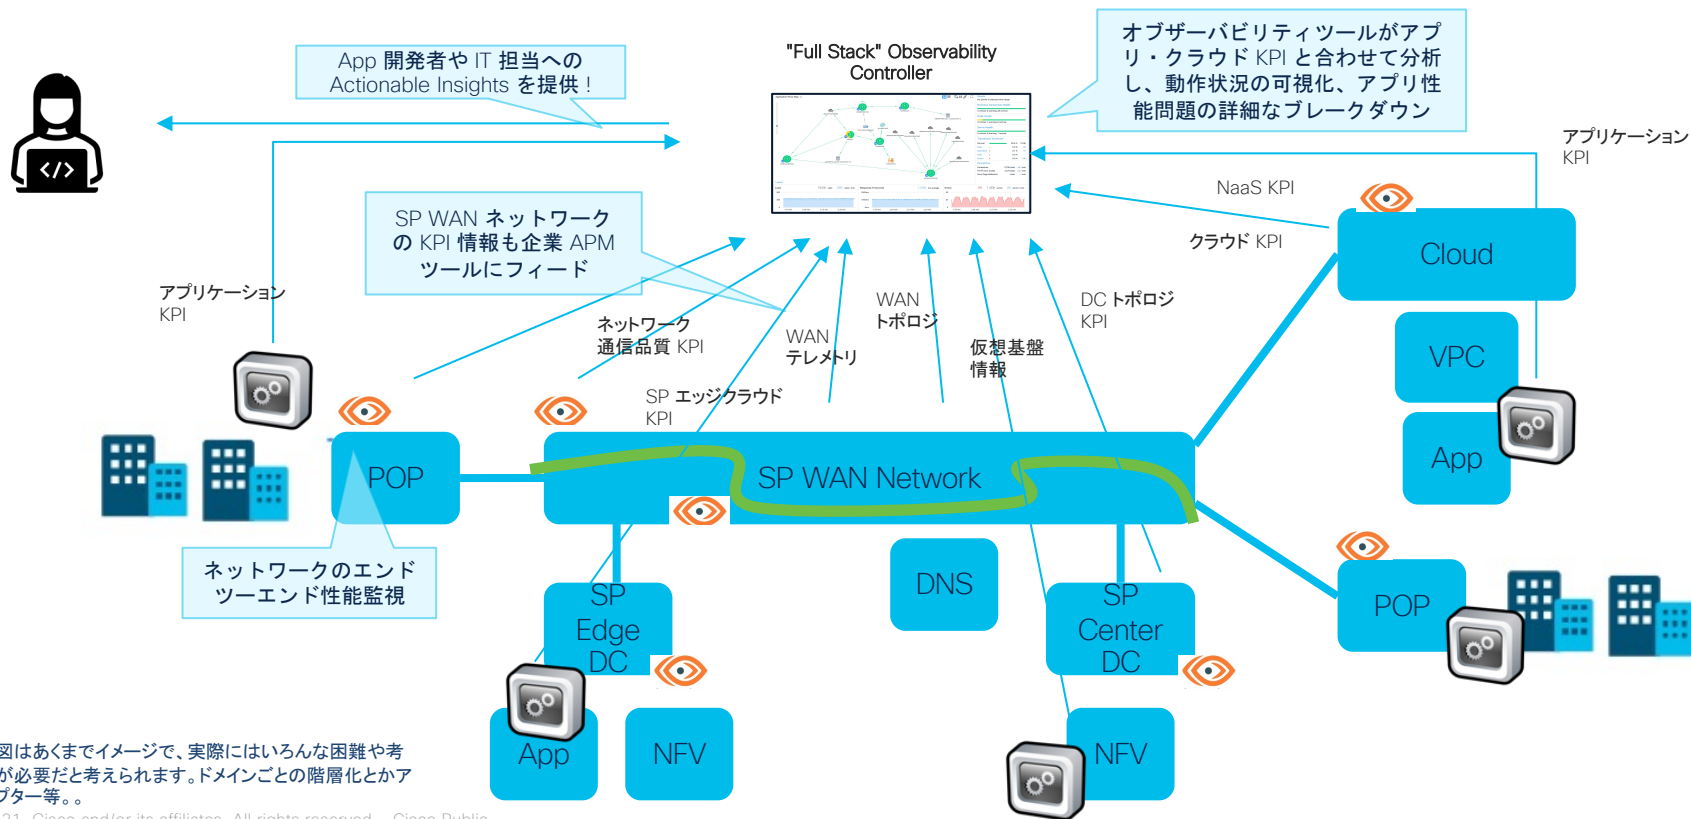 App 開発者や IT 担当への
Actionable Insights を提供！
"Full Stack" Observability
Controller
オブザーバビリティツールがアプ
リ・クラウド KPI と合わせて分析
し、動作状況の可視化、アプリ性
能問題の詳細なブレークダウン
アプリケーション
KPI
NaaS KPI
SP WAN ネットワーク
の KPI 情報も企業 APM
ツールにフィード
クラウド KPI
Cloud
アプリケーション
KPI
ネットワーク
通信品質 KPI
WAN
テレメトリ
WAN
トポロジ
仮想基盤
情報
DC トポロジ
KPI
VPC
SP エッジクラウド
KPI
</>
POP
SP WAN Network
App
ネットワークのエンド
ツーエンド性能監視
SP
Edge
DC
DNS
SP
Center
DC
POP
App
NFV
NFV
図はあくまでイメージで、実際にはいろんな困難や考
が必要だと考えられます。ドメインごとの階層化とかア
プター等。。
21 Cisco and/or its affiliates. All rights reserved. Cisco Public